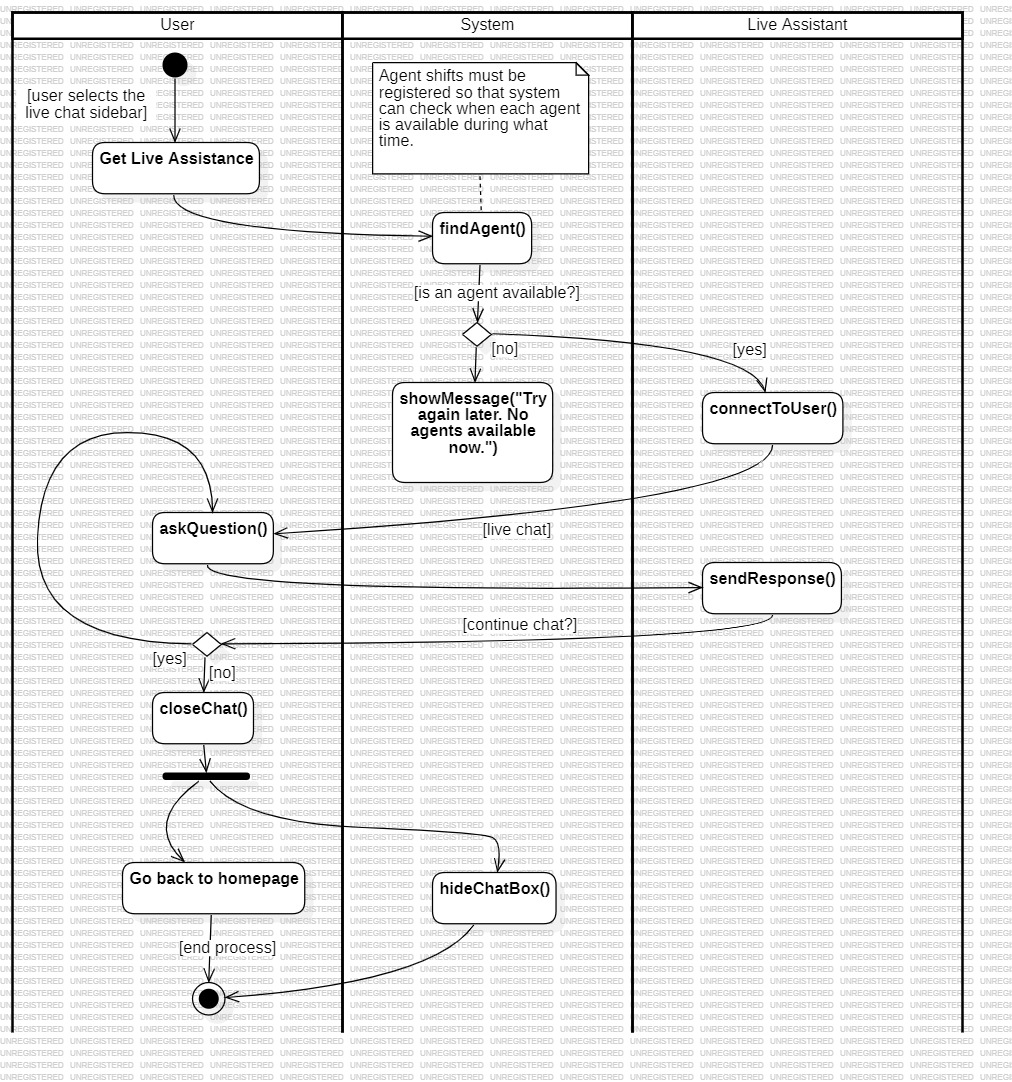 User
System
Live Assistant
[user selects the
live chat sidebar]
Agent shifts must be
registered so that system
can check when each agent
is available during what
time.
Get Live Assistance
findAgent()
[is an agent available?]
[no]
[yes]
showMessage("Try
again later. No
agents available
now.")
connectToUser()
askQuestion()
[live chat]
sendResponse()
[continue chat?]
[yes]
[no]
closeChat()
Go back to homepage
hideChatBox()
[end process]
UNREGISTERED